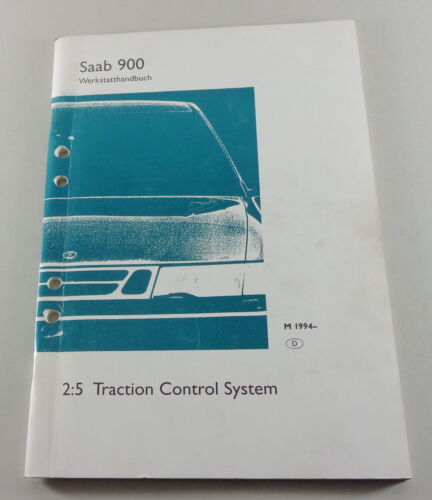 Saab 900
Werkstatthandbuch
M 1994–
D
2:5 Traction Control System